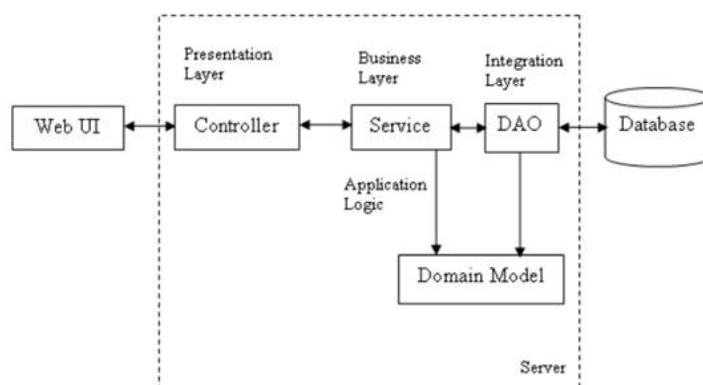 Presentation
Layer
Business
Layer
Integration
Layer
Web UI
Controller
Service
DAO
Database
Application
Logic
Domain Model
Server